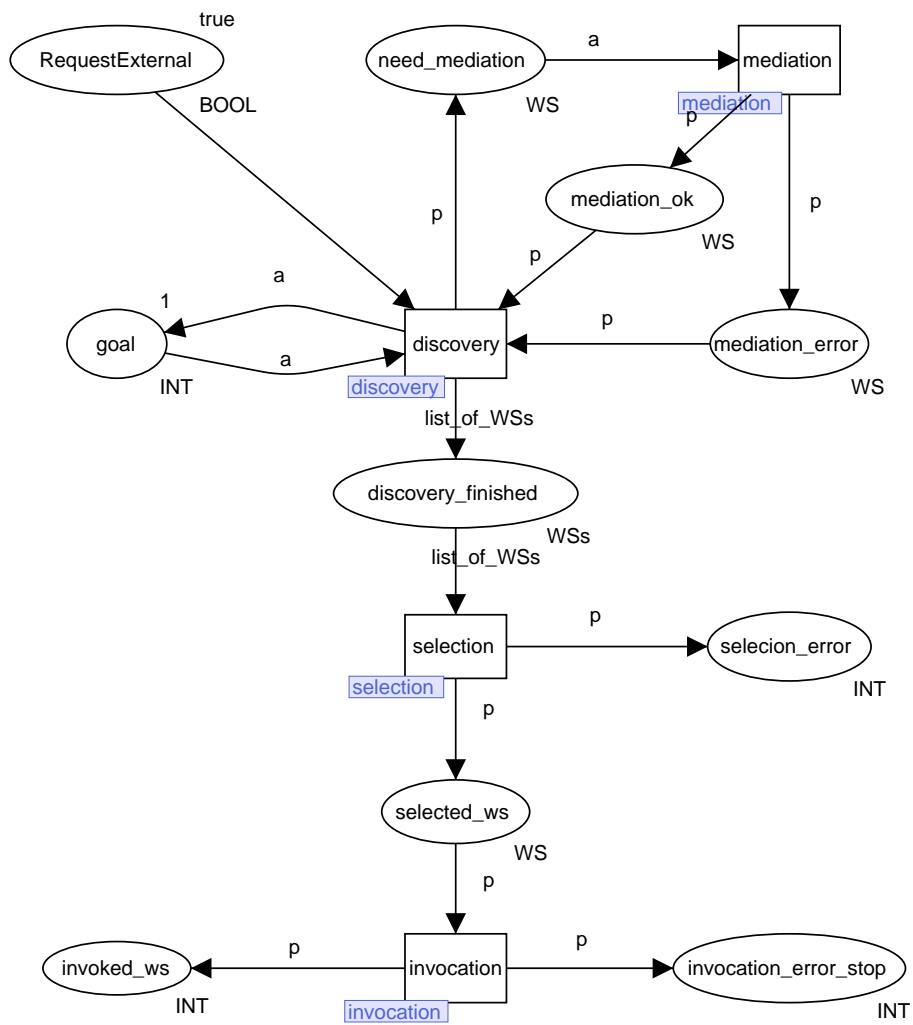 true
RequestExternal
BOOL
need_mediation
WS
a
mediation
mediation
p
mediation_ok
WS
p
p
p
a
1
goal
a
INT
discovery
discovery
p
mediation_error
WS
list_of_WSs
discovery_finished
WSs
list_of_WSs
selection
selection
p
selecion_error
INT
p
selected_ws
WS
p
invoked_ws
INT
p
invocation
invocation
p
invocation_error_stop
INT